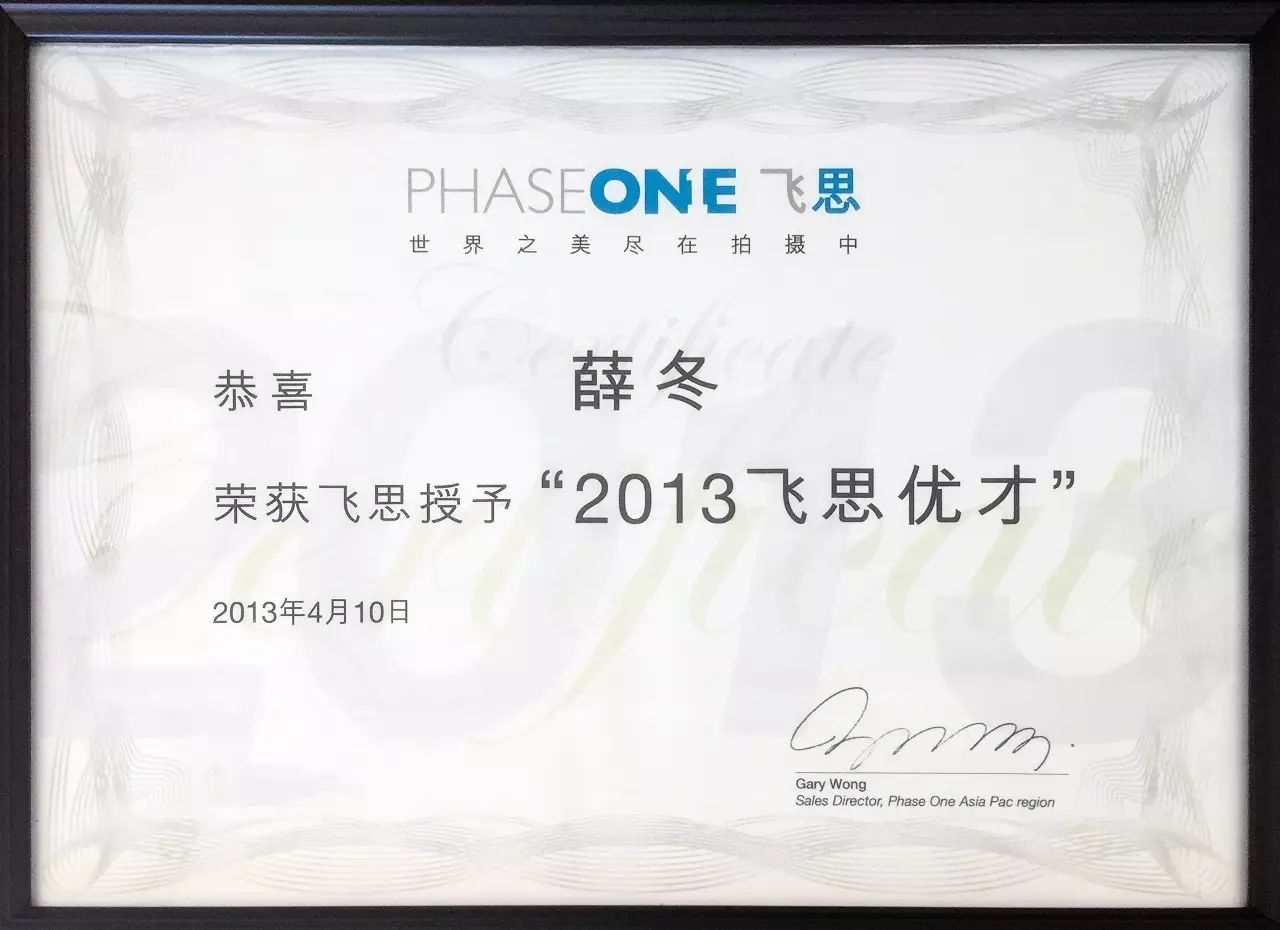 PHASEONE 飞思
世界之美尽在拍摄中
Certificate
恭喜 薛冬
荣获飞思授予“2013飞思优才”
2013年4月10日
Gary Wong
Sales Director, Phase One Asia Pac region